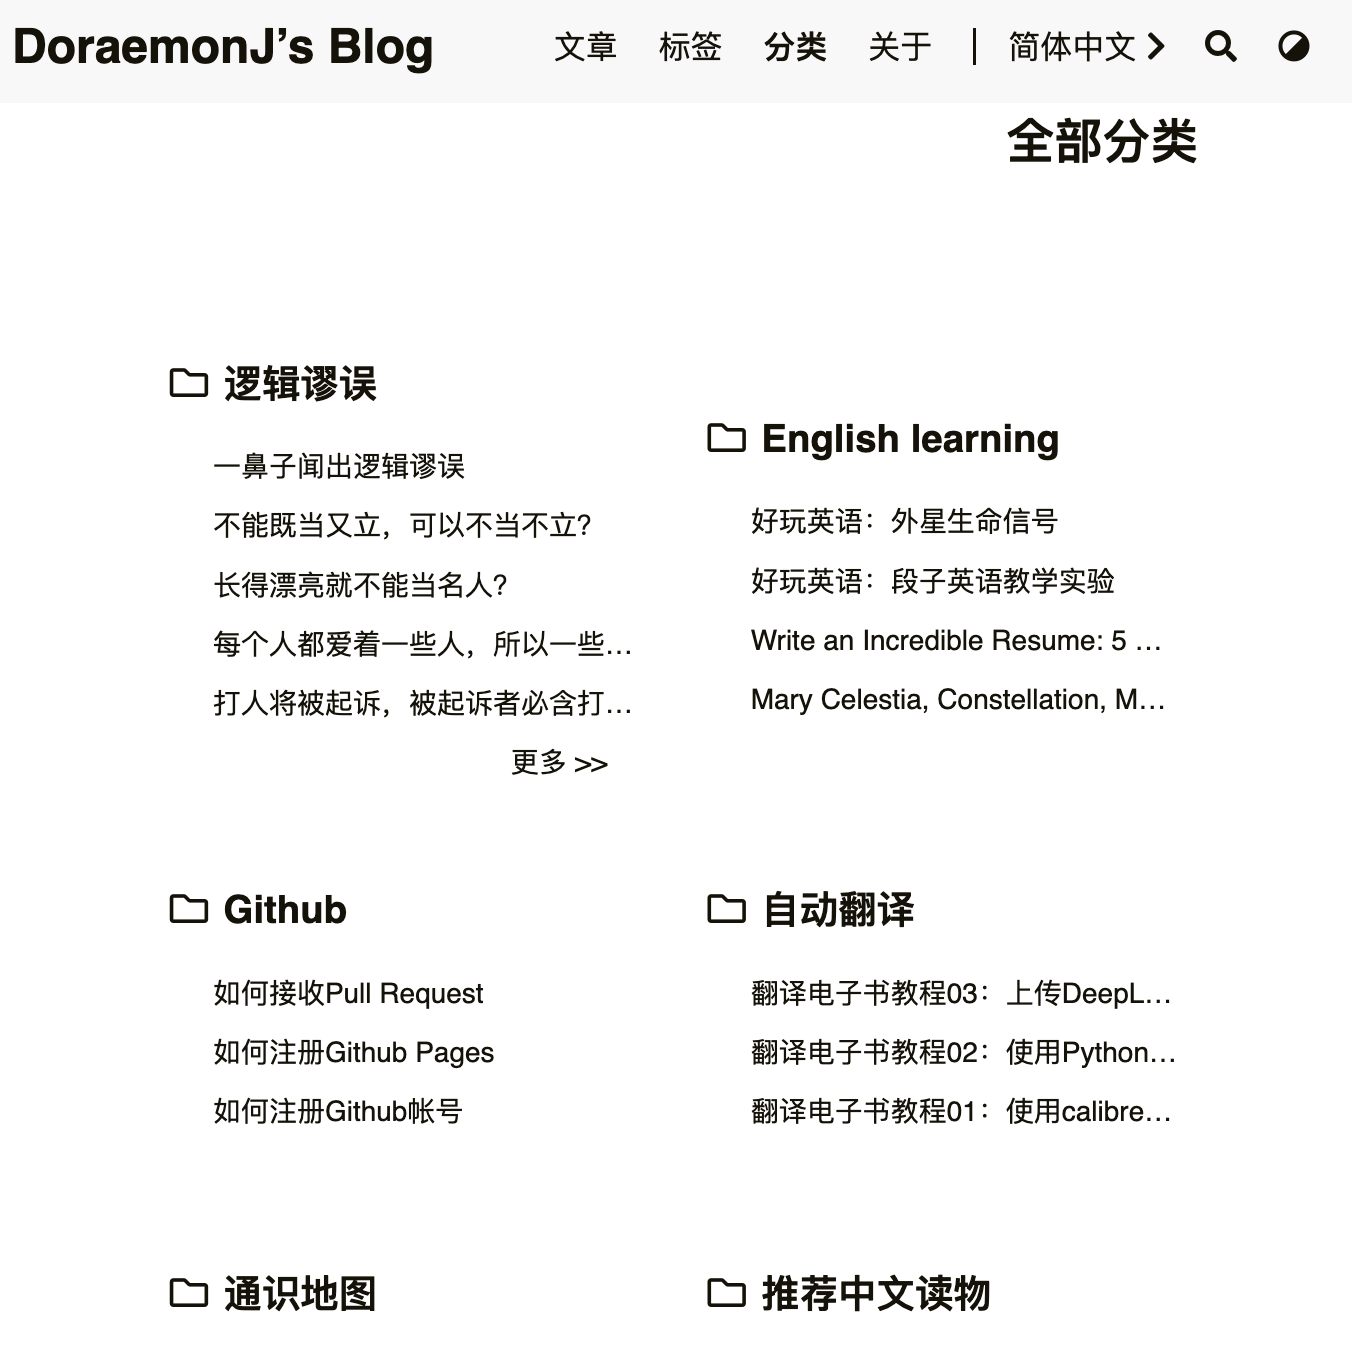 DoraemonJ’s Blog 文章 标签 分类 关于 | 简体中文
全部分类
逻辑谬误
一鼻子闻出逻辑谬误
不能既当又立，可以不当不立？
长得漂亮就不能当名人？
每个人都爱着一些人，所以一些…
打人将被起诉，被起诉者必含打…
更多 >>
English learning
好玩英语：外星生命信号
好玩英语：段子英语教学实验
Write an Incredible Resume: 5 …
Mary Celestia, Constellation, M…
Github
如何接收Pull Request
如何注册Github Pages
如何注册Github帐号
自动翻译
翻译电子书教程03：上传DeepL…
翻译电子书教程02：使用Python…
翻译电子书教程01：使用calibre…
通识地图
推荐中文读物